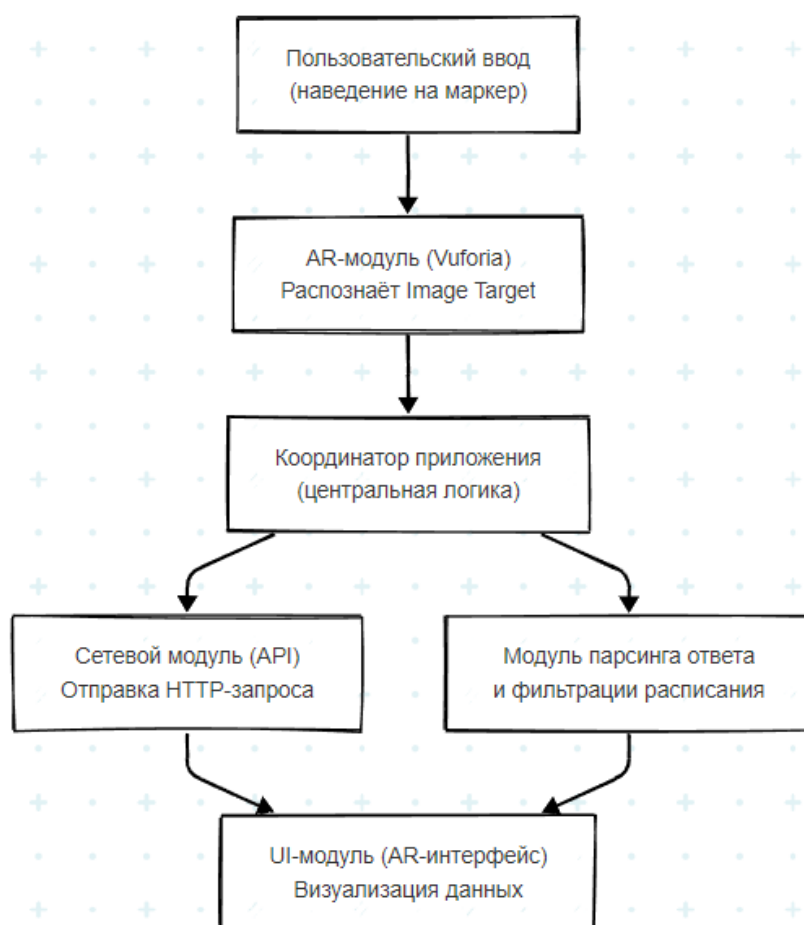 Пользовательский ввод
(наведение на маркер)
AR-модуль (Vuforia)
Распознаёт Image Target
Координатор приложения
(центральная логика)
Сетевой модуль (API)
Отправка HTTP-запроса
Модуль парсинга ответа
и фильтрации расписания
UI-модуль (AR-интерфейс)
Визуализация данных